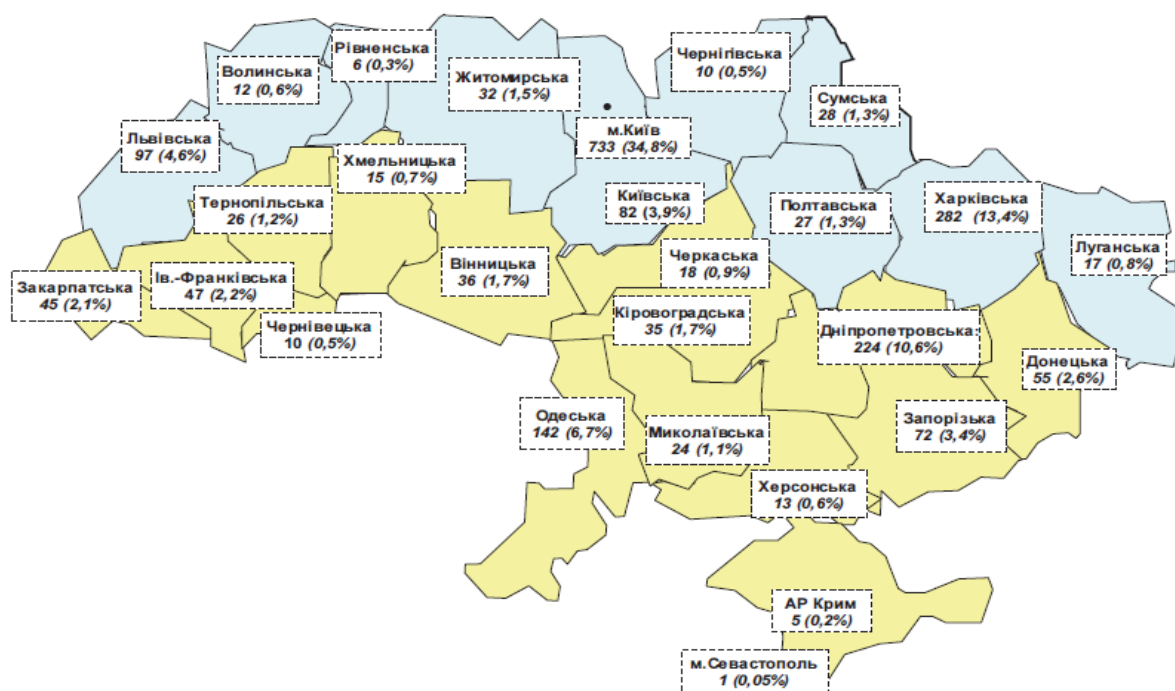 Рівненська
6 (0,3%)
Волинська
12 (0,6%)
Житомирська
32 (1,5%)
Чернігівська
10 (0,5%)
Сумська
28 (1,3%)
Львівська
97 (4,6%)
м.Київ
733 (34,8%)
Хмельницька
15 (0,7%)
Тернопільська
26 (1,2%)
Київська
82 (3,9%)
Полтавська
27 (1,3%)
Харківська
282 (13,4%)
Луганська
17 (0,8%)
Закарпатська
45 (2,1%)
Ів.-Франківська
47 (2,2%)
Вінницька
36 (1,7%)
Черкаська
18 (0,9%)
Чернівецька
10 (0,5%)
Кіровоградська
35 (1,7%)
Дніпропетровська
224 (10,6%)
Донецька
55 (2,6%)
Одеська
142 (6,7%)
Миколаївська
24 (1,1%)
Запорізька
72 (3,4%)
Херсонська
13 (0,6%)
АР Крим
5 (0,2%)
м.Севастополь
1 (0,05%)